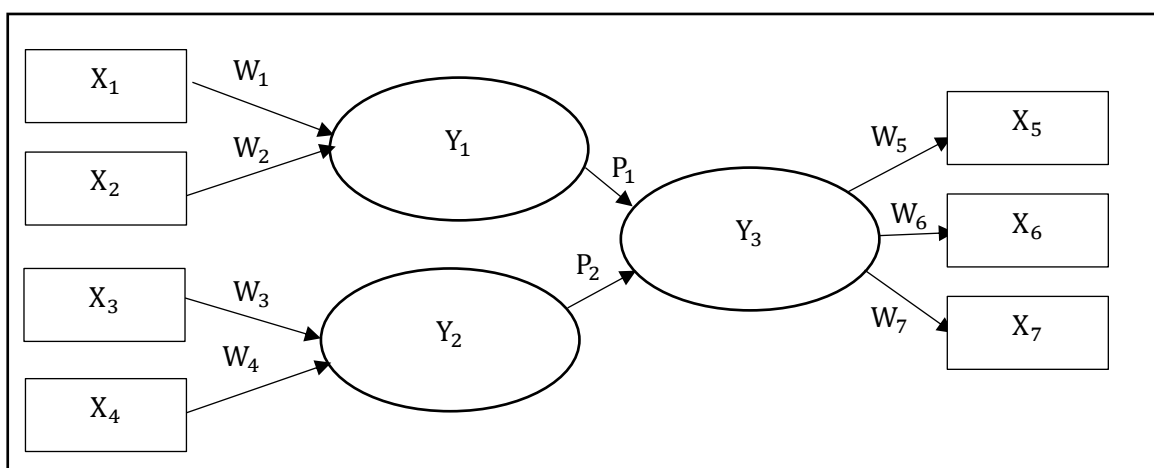 X₁
W₁
Y₁
W₂
X₂
X₃
W₃
Y₂
W₄
X₄
P₁
P₂
Y₃
W₅
X₅
W₆
X₆
W₇
X₇